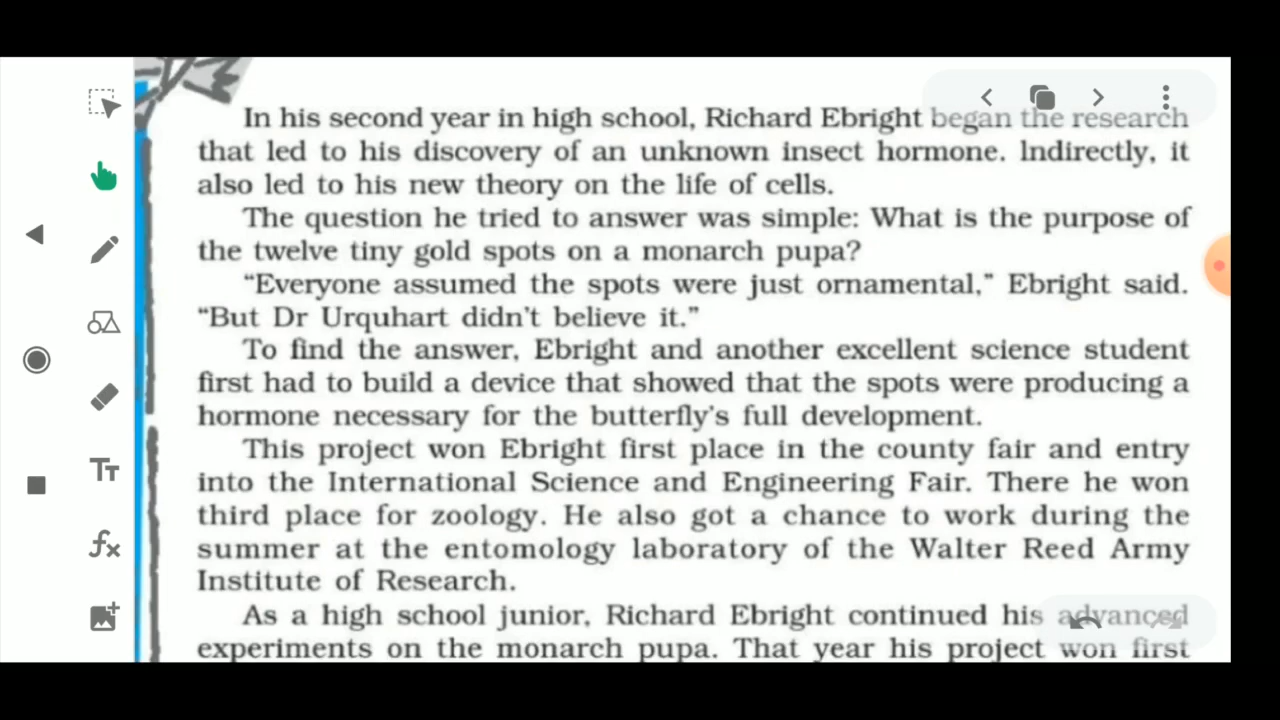 In his second year in high school, Richard Ebright began the research
that led to his discovery of an unknown insect hormone. Indirectly, it
also led to his new theory on the life of cells.
The question he tried to answer was simple: What is the purpose of
the twelve tiny gold spots on a monarch pupa?
“Everyone assumed the spots were just ornamental,” Ebright said.
“But Dr Urquhart didn't believe it.”
To find the answer, Ebright and another excellent science student
first had to build a device that showed that the spots were producing a
hormone necessary for the butterfly's full development.
This project won Ebright first place in the county fair and entry
into the International Science and Engineering Fair. There he won
third place for zoology. He also got a chance to work during the
summer at the entomology laboratory of the Walter Reed Army
Institute of Research.
As a high school junior, Richard Ebright continued his advanced
experiments on the monarch pupa. That year his project won first
Tт
fx